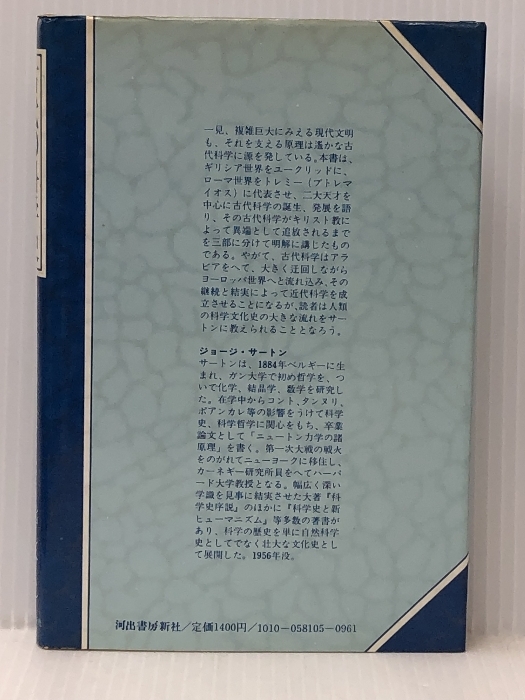 一見、複雑巨大にみえる現代文明
も、それを支える原理は遙かな古
代科学に源を発している。本書は、
ギリシア世界をユークリッドに、
ローマ世界をトレミー（プトレマ
イオス）に代表させ、二大天才を
中心に古代科学の誕生、発展を語
り、その古代科学がキリスト教に
よって異端として追放されるまで
を三部に分けて明解に講じたもの
である。やがて、古代科学はアラ
ビアをへて、大きく迂回しながら
ヨーロッパ世界へと流れ込み、その
継続と結実によって近代科学を成
立させることになるが、読者は人類
の科学文化史の大きな流れをサー
トンに教えられることとなろう。
ジョージ・サートン
サートンは、1884年ベルギーに生
まれ、ガン大学で初め哲学を、つ
いで化学、結晶学、数学を研究し
た。在学中からコント、タンヌリ、
ポアンカレ等の影響をうけて科学
史、科学哲学に関心をもち、卒業
論文として「ニュートン力学の諸
原理」を書く。第一次大戦の戦火
をのがれてニューヨークに移住し、
カーネギー研究所員をへてハーバ
ード大学教授となる。幅広く深い
学識を見事に結実させた大著『科
学史序説』のほかに『科学史と新
ヒューマニズム』等多数の著書が
あり、科学の歴史を単に自然科学
史としてでなく壮大な文化史とし
て展開した。1956年没。
河出書房新社／定価1400円／1010－058105－0961